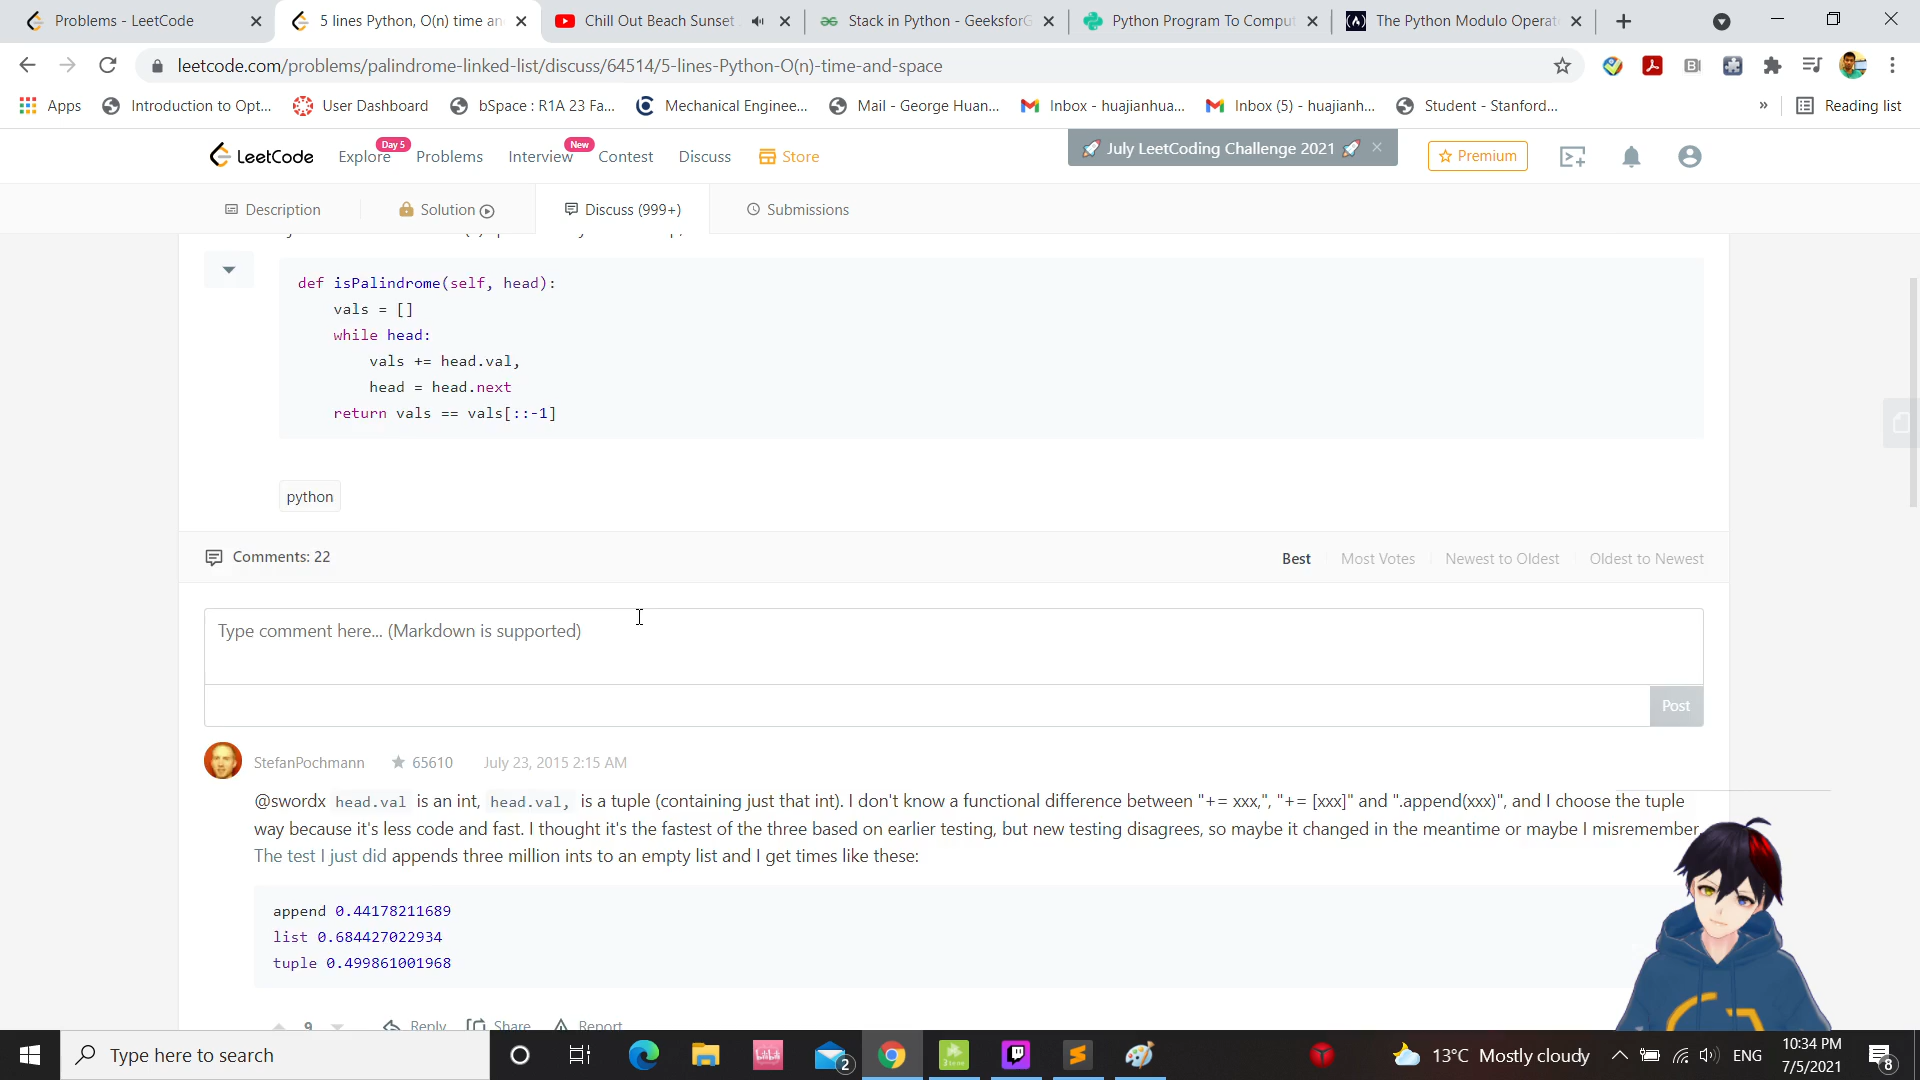 Problems - LeetCode
5 lines Python, O(n) time an
Chill Out Beach Sunset
Stack in Python - GeeksforG
Python Program To Comput
The Python Modulo Operat
leetcode.com/problems/palindrome-linked-list/discuss/64514/5-lines-Python-O(n)-time-and-space
Apps
Introduction to Opt...
User Dashboard
bSpace : R1A 23 Fa...
Mechanical Enginee...
Mail - George Huan...
Inbox - huajianhua...
Inbox (5) - huajianh...
Student - Stanford...
»
Reading list
LeetCode
Explore
Day 5
Problems
Interview
New
Contest
Discuss
Store
July LeetCoding Challenge 2021
Premium
Description
Solution
Discuss (999+)
Submissions
def isPalindrome(self, head):
vals = []
while head:
vals += head.val,
head = head.next
return vals == vals[::-1]
python
Comments: 22
Best
Most Votes
Newest to Oldest
Oldest to Newest
Type comment here... (Markdown is supported)
Post
StefanPochmann
65610
July 23, 2015 2:15 AM
@swordx head.val is an int, head.val, is a tuple (containing just that int). I don't know a functional difference between "+= xxx,", "+= [xxx]" and ".append(xxx)", and I choose the tuple
way because it's less code and fast. I thought it's the fastest of the three based on earlier testing, but new testing disagrees, so maybe it changed in the meantime or maybe I misremember.
The test I just did appends three million ints to an empty list and I get times like these:
append 0.44178211689
list 0.684427022934
tuple 0.499861001968
9
Reply
Share
Report
Type here to search
2
13°C Mostly cloudy
ENG
10:34 PM
7/5/2021
8